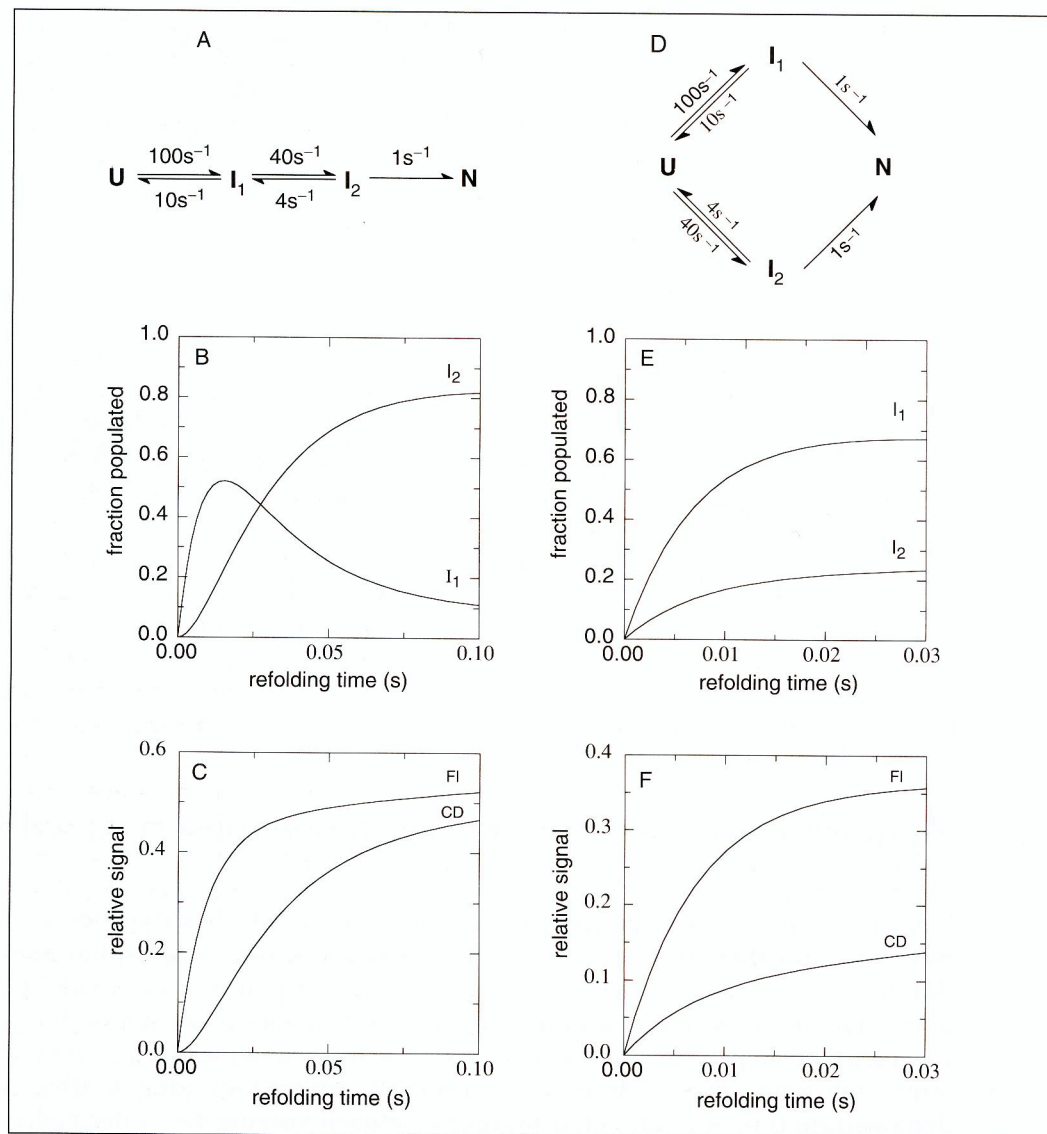 A
U 100s⁻¹ 10s⁻¹ I₁ 40s⁻¹ 4s⁻¹ I₂ 1s⁻¹ N
B
1.0
0.8
0.6
0.4
0.2
0.0
fraction populated
I₂
I₁
0.00 0.05 0.10
refolding time (s)
C
0.6
0.4
0.2
0.0
relative signal
FI
CD
0.00 0.05 0.10
refolding time (s)
D
I₁
100s⁻¹ 10s⁻¹ 1s⁻¹
U N
4s⁻¹ 40s⁻¹ 1s⁻¹
I₂
E
1.0
0.8
0.6
0.4
0.2
0.0
fraction populated
I₁
I₂
0.00 0.01 0.02 0.03
refolding time (s)
F
0.4
0.3
0.2
0.1
0.0
relative signal
FI
CD
0.00 0.01 0.02 0.03
refolding time (s)